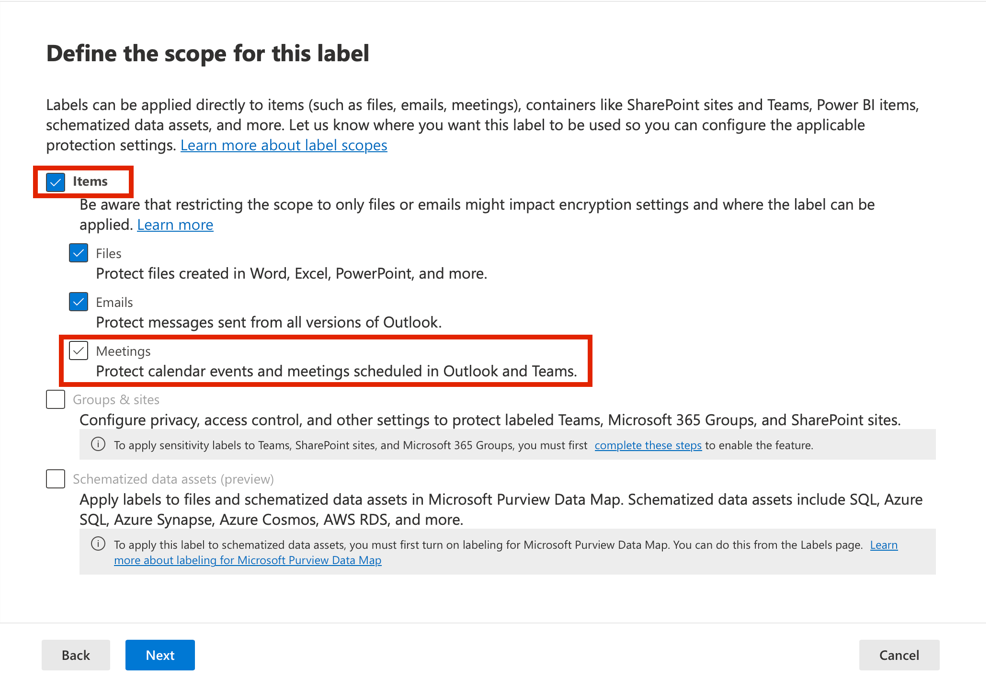 Define the scope for this label
Labels can be applied directly to items (such as files, emails, meetings), containers like SharePoint sites and Teams, Power BI items,
schematized data assets, and more. Let us know where you want this label to be used so you can configure the applicable
protection settings. Learn more about label scopes
Items
Be aware that restricting the scope to only files or emails might impact encryption settings and where the label can be
applied. Learn more
Files
Protect files created in Word, Excel, PowerPoint, and more.
Emails
Protect messages sent from all versions of Outlook.
Meetings
Protect calendar events and meetings scheduled in Outlook and Teams.
Groups & sites
Configure privacy, access control, and other settings to protect labeled Teams, Microsoft 365 Groups, and SharePoint sites.
To apply sensitivity labels to Teams, SharePoint sites, and Microsoft 365 Groups, you must first complete these steps to enable the feature.
Schematized data assets (preview)
Apply labels to files and schematized data assets in Microsoft Purview Data Map. Schematized data assets include SQL, Azure
SQL, Azure Synapse, Azure Cosmos, AWS RDS, and more.
To apply this label to schematized data assets, you must first turn on labeling for Microsoft Purview Data Map. You can do this from the Labels page. Learn
more about labeling for Microsoft Purview Data Map
Back Next Cancel